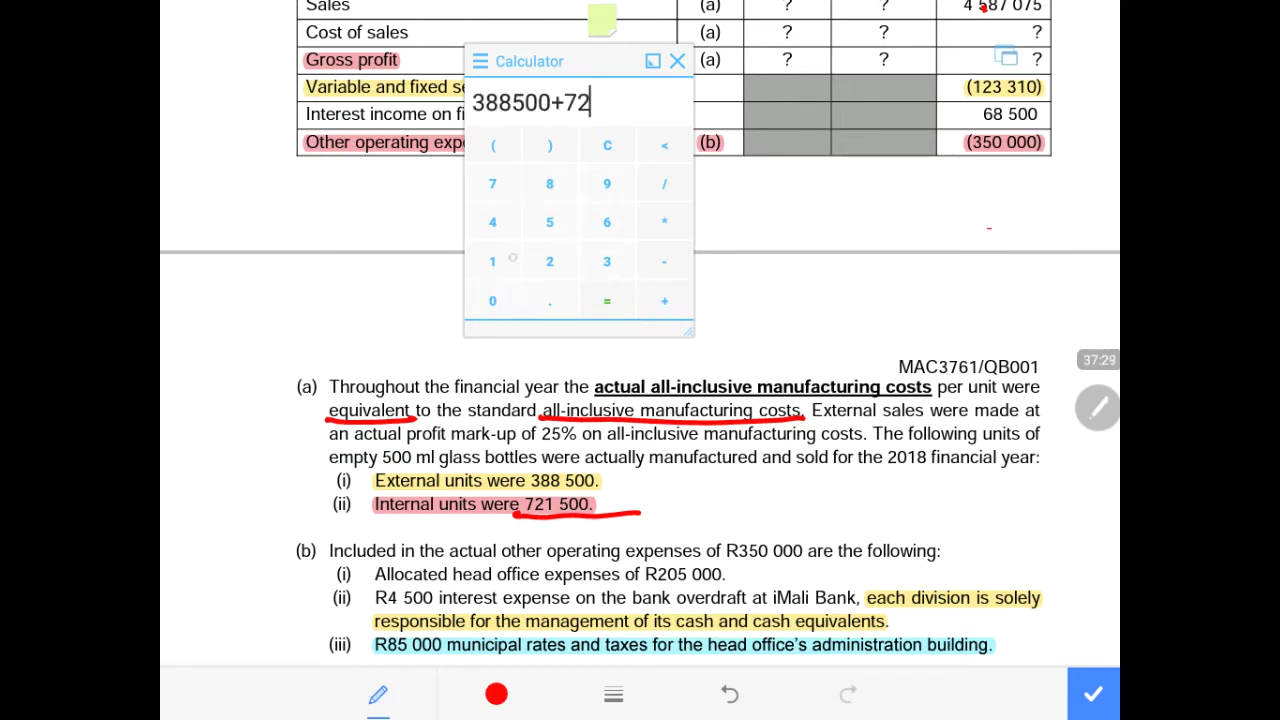 Sales (a) ? ? 4 587 075
Cost of sales (a) ? ? ?
Gross profit (a) ? ? ?
Variable and fixed se (123 310)
Interest income on fi 68 500
Other operating expe (b) (350 000)
Calculator
388500+72
( ) C <
7 8 9 /
4 5 6 *
1 2 3 -
0 . = +
MAC3761/QB001
37:29
(a) Throughout the financial year the actual all-inclusive manufacturing costs per unit were
equivalent to the standard all-inclusive manufacturing costs. External sales were made at
an actual profit mark-up of 25% on all-inclusive manufacturing costs. The following units of
empty 500 ml glass bottles were actually manufactured and sold for the 2018 financial year:
(i) External units were 388 500.
(ii) Internal units were 721 500.
(b) Included in the actual other operating expenses of R350 000 are the following:
(i) Allocated head office expenses of R205 000.
(ii) R4 500 interest expense on the bank overdraft at iMali Bank, each division is solely
responsible for the management of its cash and cash equivalents.
(iii) R85 000 municipal rates and taxes for the head office's administration building.